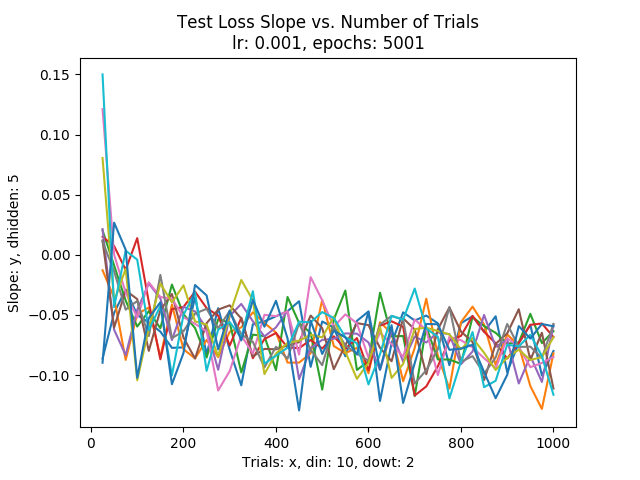 Test Loss Slope vs. Number of Trials
lr: 0.001, epochs: 5001
0.15
0.10
0.05
0.00
−0.05
−0.10
Slope: y, dhidden: 5
0 200 400 600 800 1000
Trials: x, din: 10, dowt: 2